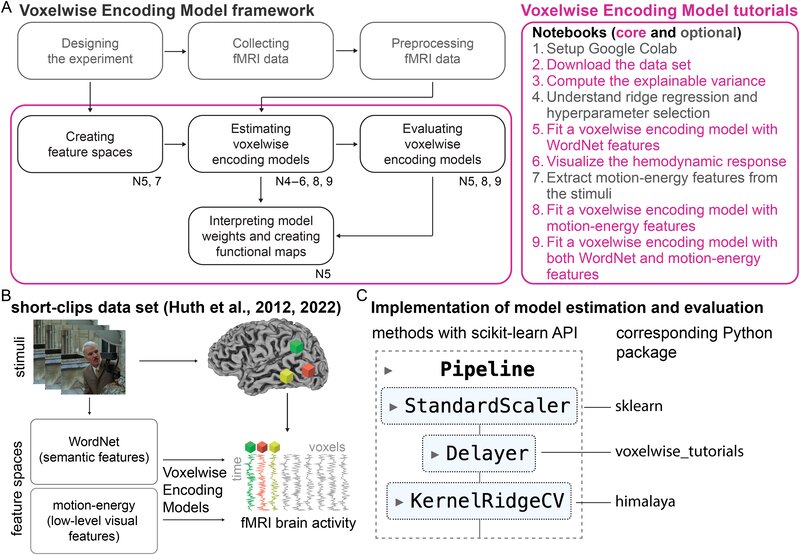 A Voxelwise Encoding Model framework
Designing
the experiment
Collecting
fMRI data
Preprocessing
fMRI data
Creating
feature spaces
N5, 7
Estimating
voxelwise
encoding models
N4–6, 8, 9
Evaluating
voxelwise
encoding models
N5, 8, 9
Interpreting model
weights and creating
functional maps
N5
Voxelwise Encoding Model tutorials
Notebooks (core and optional)
1. Setup Google Colab
2. Download the data set
3. Compute the explainable variance
4. Understand ridge regression and
hyperparameter selection
5. Fit a voxelwise encoding model with
WordNet features
6. Visualize the hemodynamic response
7. Extract motion-energy features from
the stimuli
8. Fit a voxelwise encoding model with
motion-energy features
9. Fit a voxelwise encoding model with
both WordNet and motion-energy
features
B
short-clips data set (Huth et al., 2012, 2022)
stimuli
feature spaces
WordNet
(semantic features)
motion-energy
(low-level visual
features)
Voxelwise
Encoding
Models
voxels
time
fMRI brain activity
C
Implementation of model estimation and evaluation
methods with scikit-learn API
corresponding Python
package
Pipeline
StandardScaler
sklearn
Delayer
voxelwise_tutorials
KernelRidgeCV
himalaya